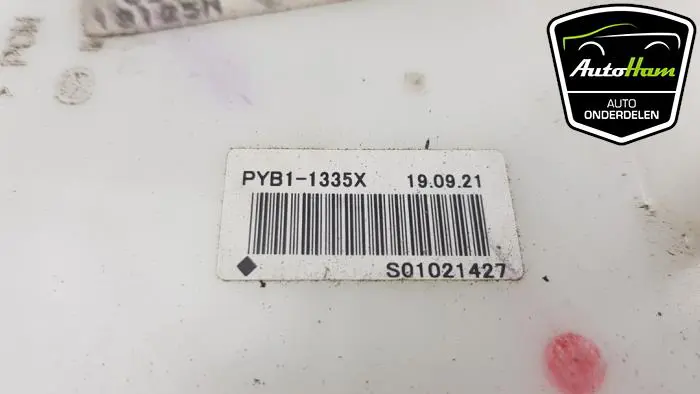 AutoHam
AUTO
ONDERDELEN
PYB1-1335X 19.09.21
S01021427